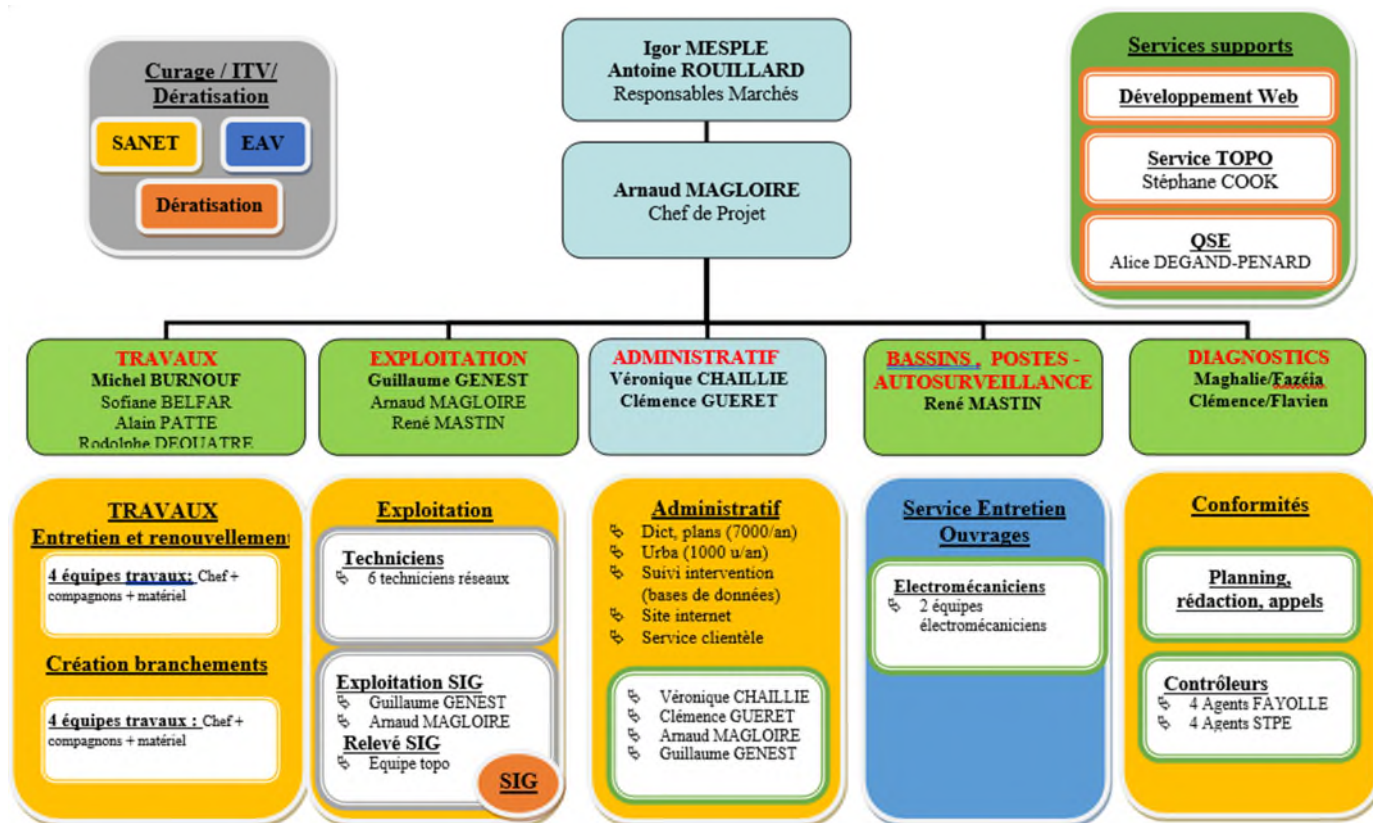 Curage / ITV/
Dératisation
SANET
EAV
Dératisation
Igor MESPLE
Antoine ROUILLARD
Responsables Marchés
Arnaud MAGLOIRE
Chef de Projet
Services supports
Développement Web
Service TOPO
Stéphane COOK
QSE
Alice DEGAND-PENARD
TRAVAUX
Michel BURNOUF
Sofiane BELFAR
Alain PATTE
Rodolphe DEQUATRE
EXPLOITATION
Guillaume GENEST
Arnaud MAGLOIRE
René MASTIN
ADMINISTRATIF
Véronique CHAILLIE
Clémence GUERET
BASSINS, POSTES -
AUTOSURVEILLANCE
René MASTIN
DIAGNOSTICS
Maghalie/Fazéia
Clémence/Flavien
TRAVAUX
Entretien et renouvellement
4 équipes travaux: Chef +
compagnons + matériel
Création branchements
4 équipes travaux : Chef +
compagnons + matériel
Exploitation
Techniciens
6 techniciens réseaux
Exploitation SIG
Guillaume GENEST
Arnaud MAGLOIRE
Relevé SIG
Equipe topo
SIG
Administratif
Dict, plans (7000/an)
Urba (1000 u/an)
Suivi intervention
(bases de données)
Site internet
Service clientèle
Véronique CHAILLIE
Clémence GUERET
Arnaud MAGLOIRE
Guillaume GENEST
Service Entretien
Ouvrages
Electromécaniciens
2 équipes
électromécaniciens
Conformités
Planning,
rédaction, appels
Contrôleurs
4 Agents FAYOLLE
4 Agents STPE